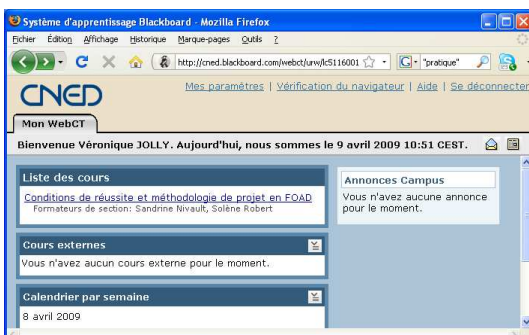 Système d'apprentissage Blackboard - Mozilla Firefox
Fichier Édition Affichage Historique Marque-pages Outils ?
http://cned.blackboard.com/webct/urw/lc5116001 "pratique"
CNED
Mes paramètres | Vérification du navigateur | Aide | Se déconnecter
Mon WebCT
Bienvenue Véronique JOLLY. Aujourd'hui, nous sommes le 9 avril 2009 10:51 CEST.
Liste des cours
Conditions de réussite et méthodologie de projet en FOAD
Formateurs de section: Sandrine Nivault, Solène Robert
Cours externes
Vous n'avez aucun cours externe pour le moment.
Calendrier par semaine
8 avril 2009
Annonces Campus
Vous n'avez aucune annonce
pour le moment.